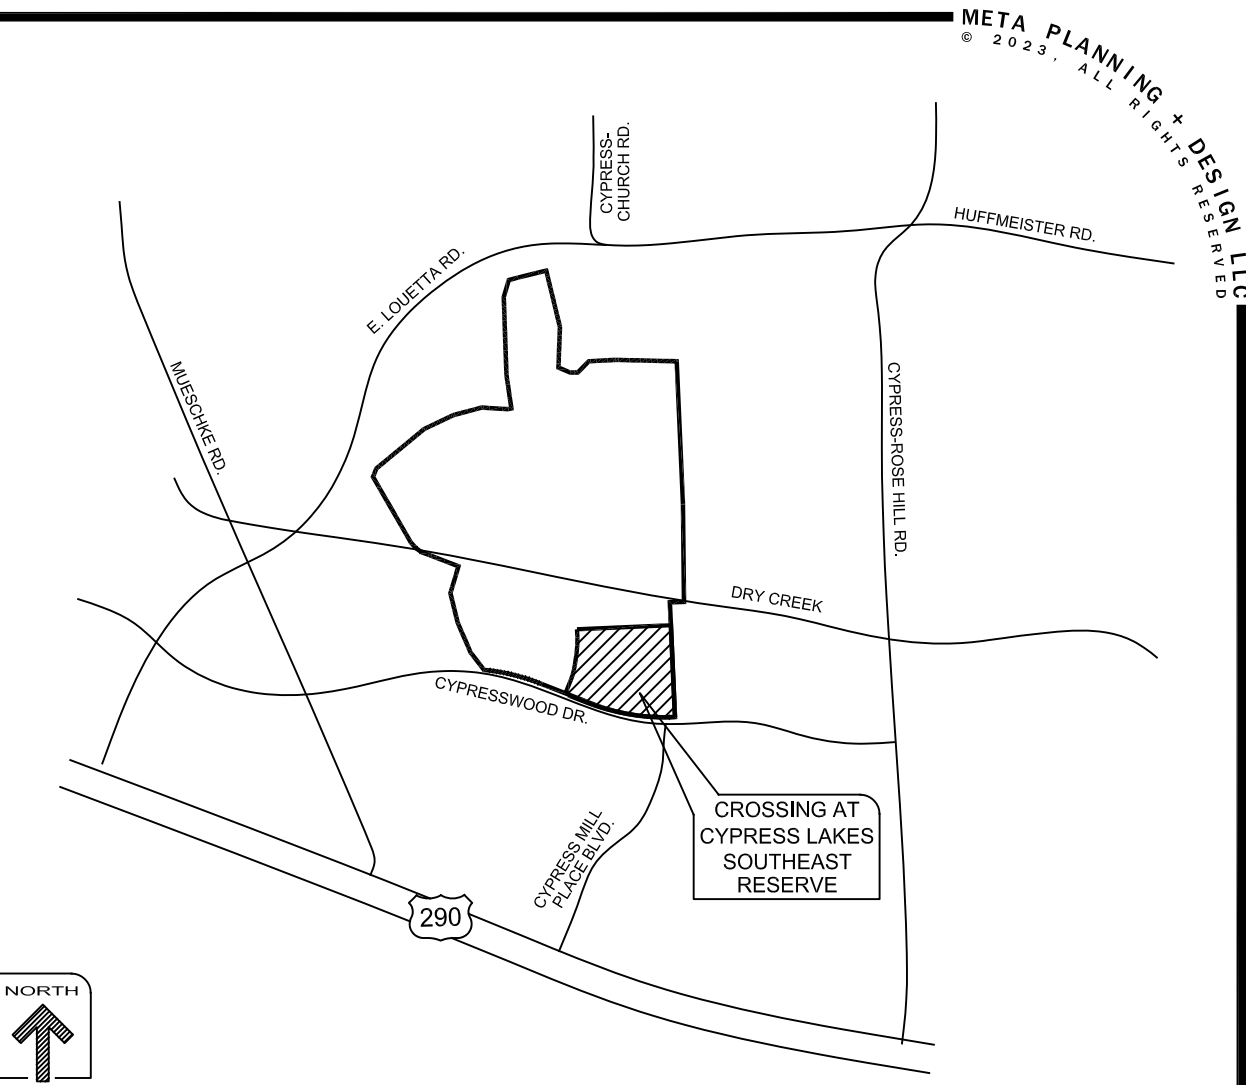 META PLANNING + DESIGN LLC
© 2023, ALL RIGHTS RESERVED
CYPRESS-
CHURCH RD.
HUFFMEISTER RD.
E. LOUETTA RD.
MUESCHKE RD.
CYPRESS-ROSE HILL RD.
DRY CREEK
CYPRESSWOOD DR.
CROSSING AT
CYPRESS LAKES
SOUTHEAST
RESERVE
CYPRESS MILL
PLACE BLVD.
290
NORTH